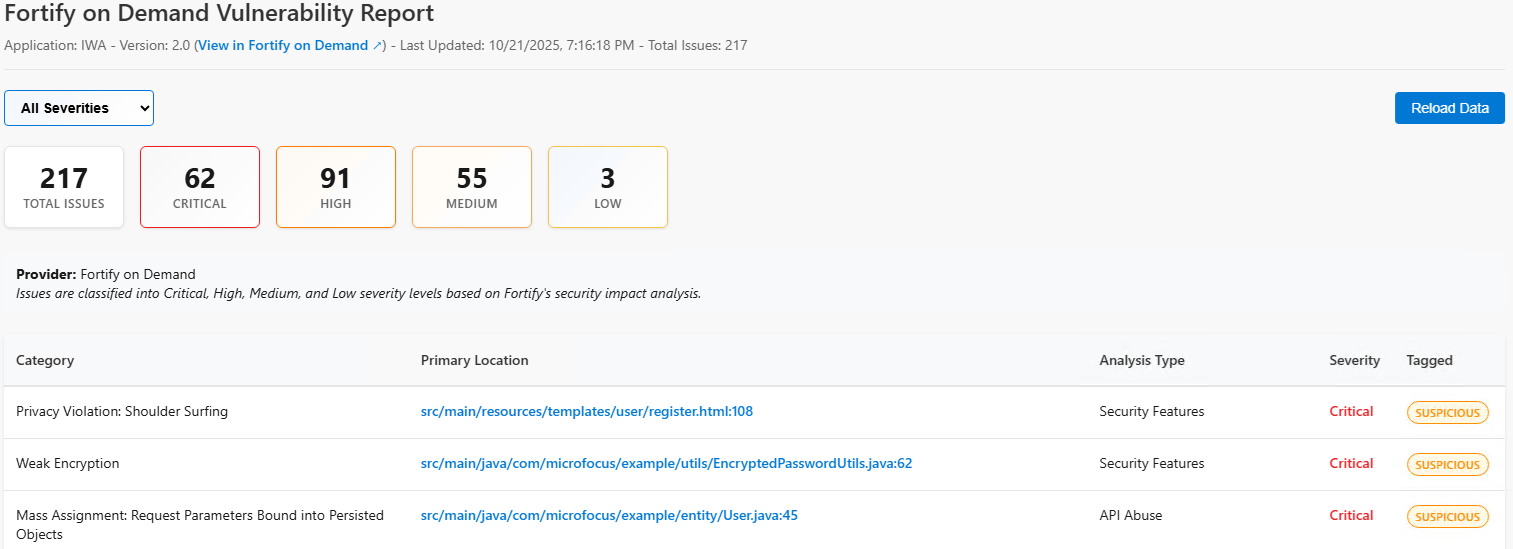 Fortify on Demand Vulnerability Report
Application: IWA - Version: 2.0 (View in Fortify on Demand ↗) - Last Updated: 10/21/2025, 7:16:18 PM - Total Issues: 217
All Severities
Reload Data
217
TOTAL ISSUES
62
CRITICAL
91
HIGH
55
MEDIUM
3
LOW
Provider: Fortify on Demand
Issues are classified into Critical, High, Medium, and Low severity levels based on Fortify's security impact analysis.
Category Primary Location Analysis Type Severity Tagged
Privacy Violation: Shoulder Surfing src/main/resources/templates/user/register.html:108 Security Features Critical SUSPICIOUS
Weak Encryption src/main/java/com/microfocus/example/utils/EncryptedPasswordUtils.java:62 Security Features Critical SUSPICIOUS
Mass Assignment: Request Parameters Bound into Persisted src/main/java/com/microfocus/example/entity/User.java:45 API Abuse Critical SUSPICIOUS
Objects